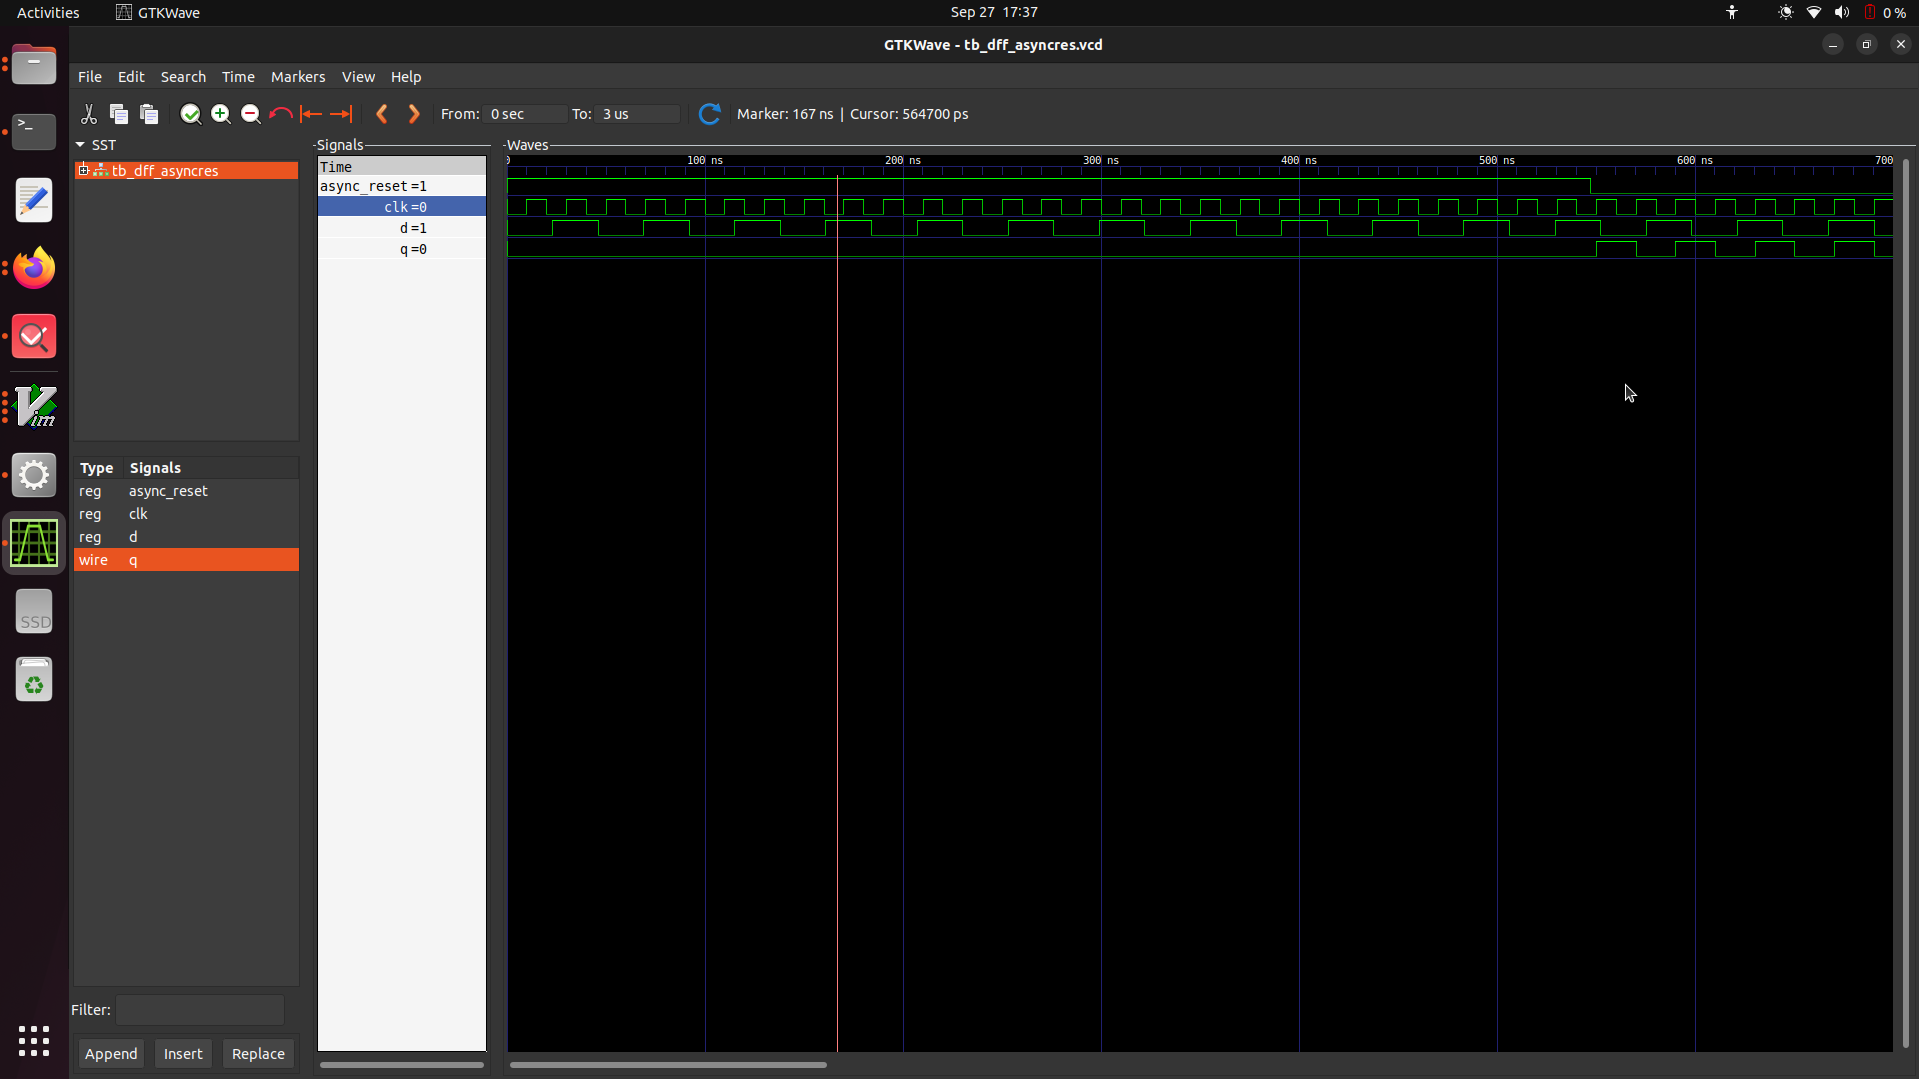 Activities GTKWave Sep 27 17:37 0 %
GTKWave - tb_dff_asyncres.vcd
File Edit Search Time Markers View Help
From: 0 sec To: 3 us Marker: 167 ns | Cursor: 564700 ps
SST
tb_dff_asyncres
Type Signals
reg async_reset
reg clk
reg d
wire q
Filter:
Append Insert Replace
Signals
Time
async_reset=1
clk=0
d=1
q=0
Waves
0 100 ns 200 ns 300 ns 400 ns 500 ns 600 ns 700
>_
Vim
SSD